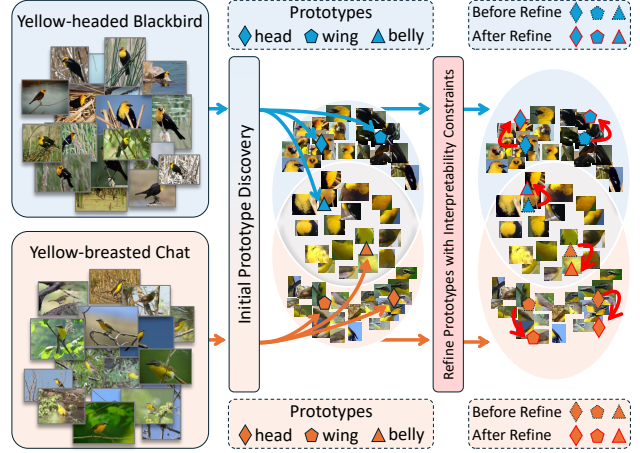 Yellow-headed Blackbird
Prototypes
head wing belly
Before Refine
After Refine
Initial Prototype Discovery
Refine Prototypes with Interpretability Constraints
Yellow-breasted Chat
Prototypes
head wing belly
Before Refine
After Refine